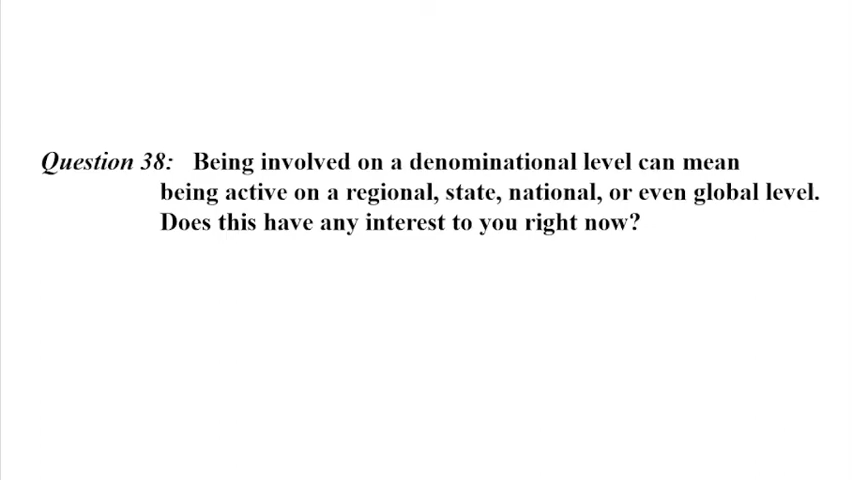 Question 38: Being involved on a denominational level can mean
being active on a regional, state, national, or even global level.
Does this have any interest to you right now?